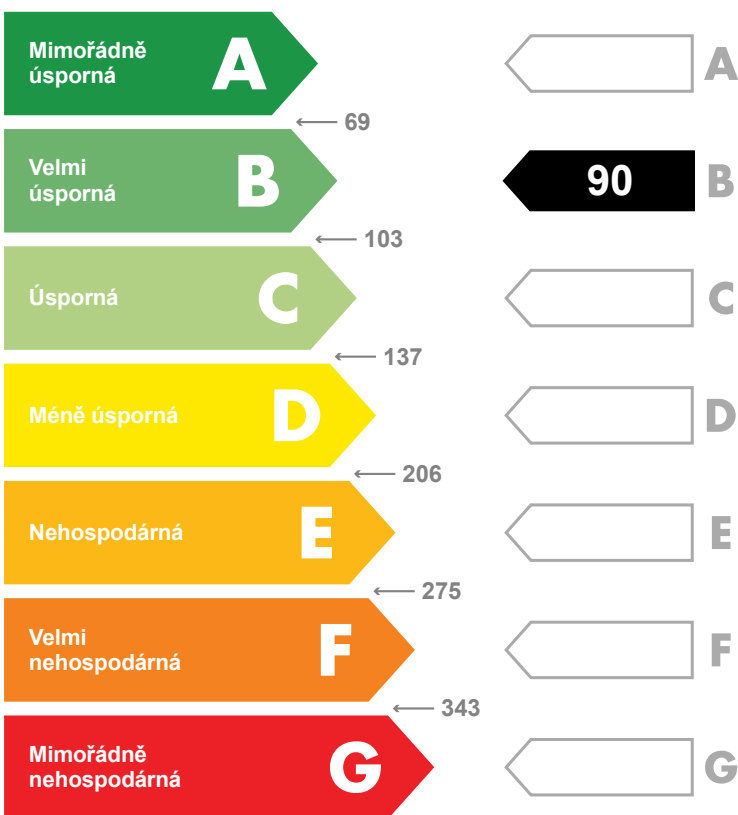 Mimořádně
úsporná
A
A
← 69
Velmi
úsporná
B
90
B
← 103
Úsporná
C
C
← 137
Méně úsporná
D
D
← 206
Nehospodárná
E
E
← 275
Velmi
nehospodárná
F
F
← 343
Mimořádně
nehospodárná
G
G